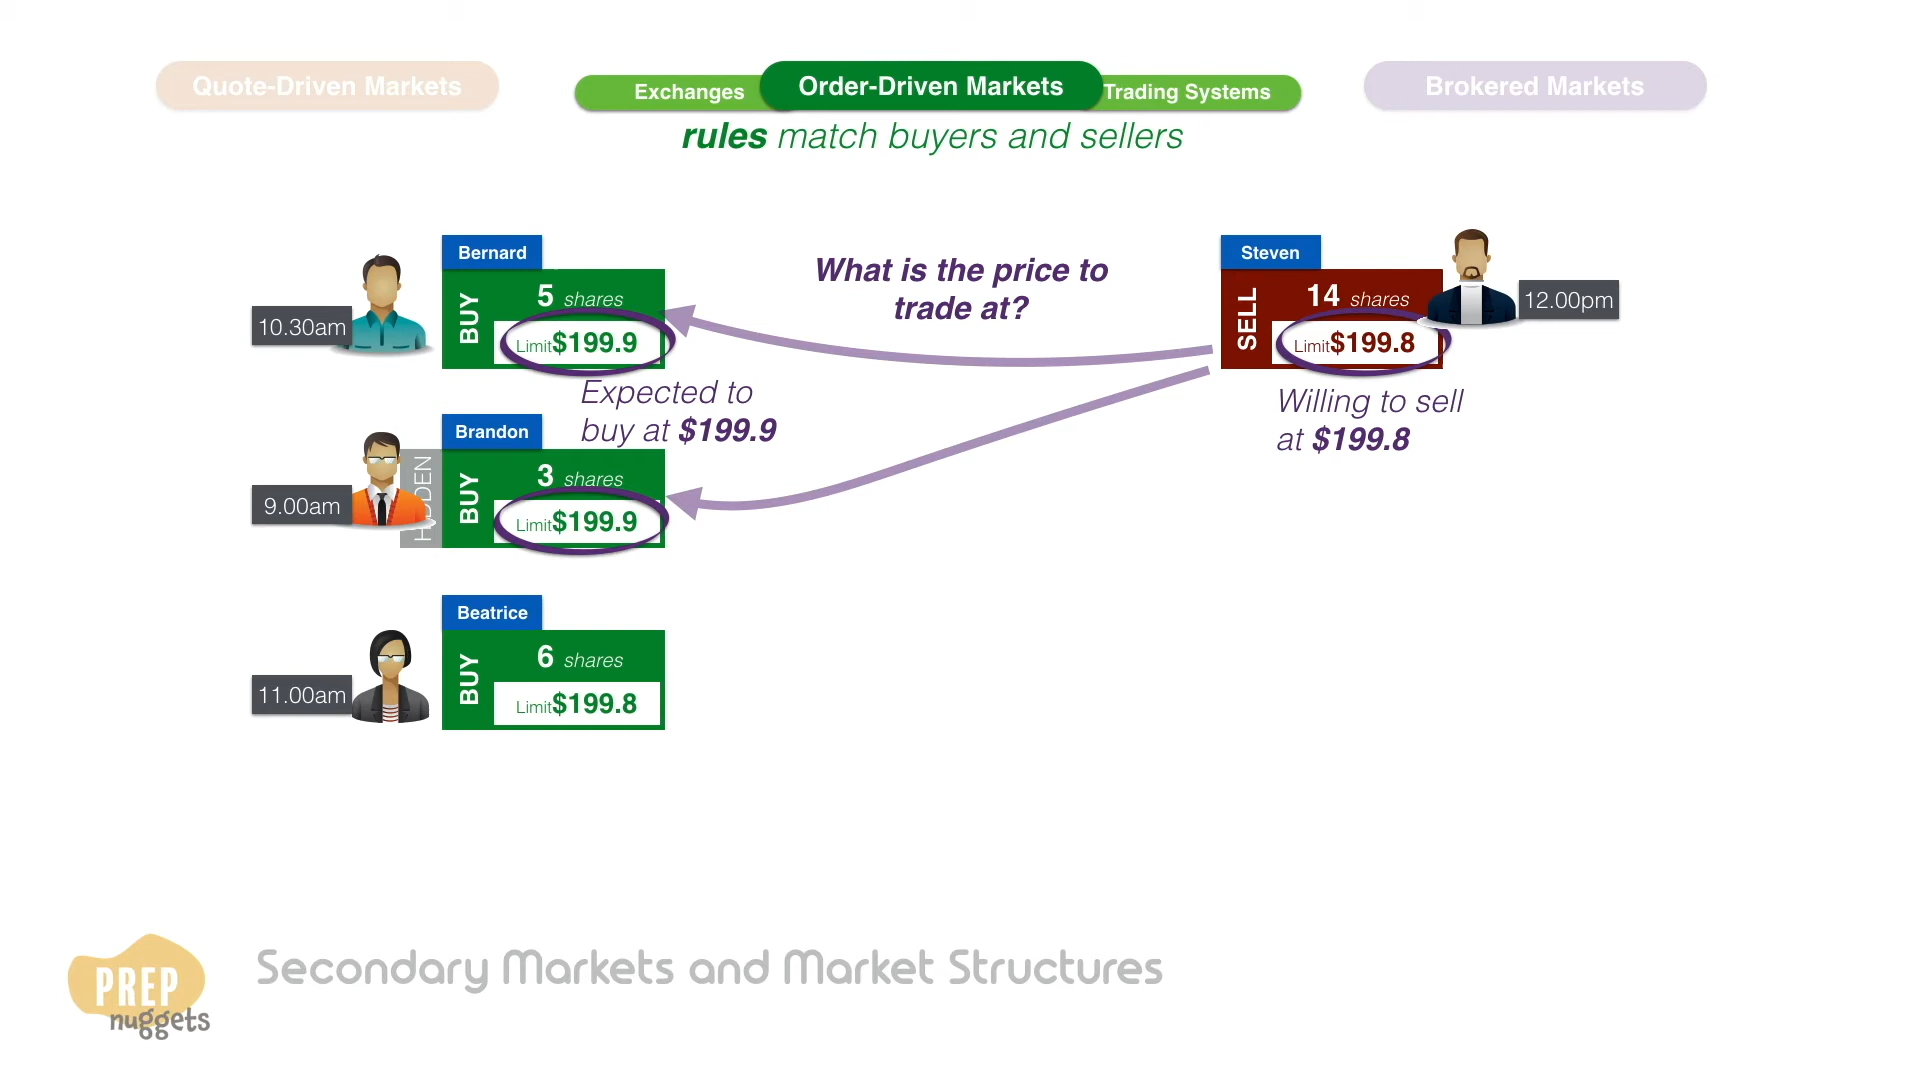 Quote-Driven Markets
Exchanges
Order-Driven Markets
Trading Systems
Brokered Markets
rules match buyers and sellers
Bernard
10.30am
BUY
5 shares
Limit $199.9
Expected to
buy at $199.9
What is the price to
trade at?
Steven
SELL
14 shares
Limit $199.8
12.00pm
Willing to sell
at $199.8
Brandon
9.00am
BUY
3 shares
Limit $199.9
Beatrice
11.00am
BUY
6 shares
Limit $199.8
PREP
nuggets
Secondary Markets and Market Structures